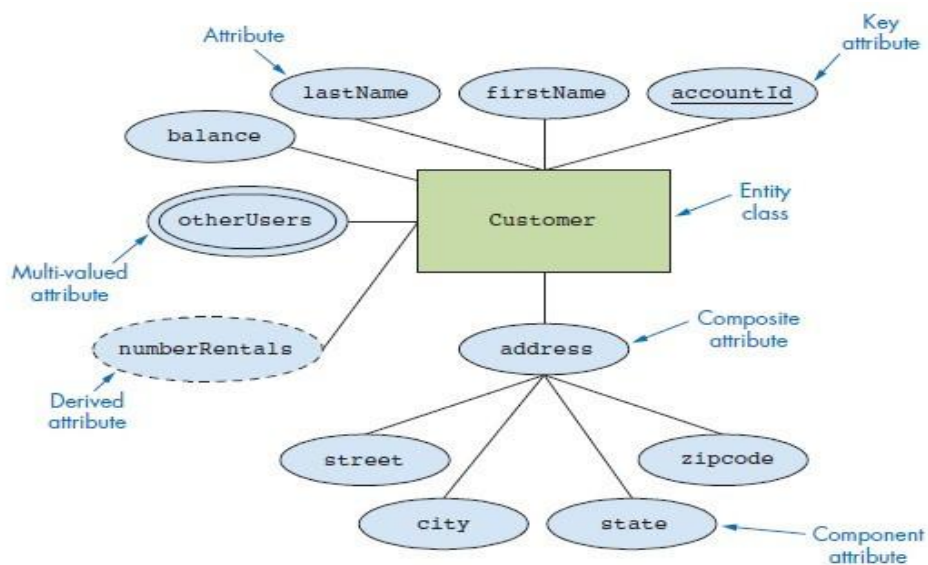 Attribute
Key
attribute
lastName
firstName
accountId
balance
Entity
class
otherUsers
Customer
Multi-valued
attribute
Composite
attribute
numberRentals
address
Derived
attribute
street
zipcode
city
state
Component
attribute